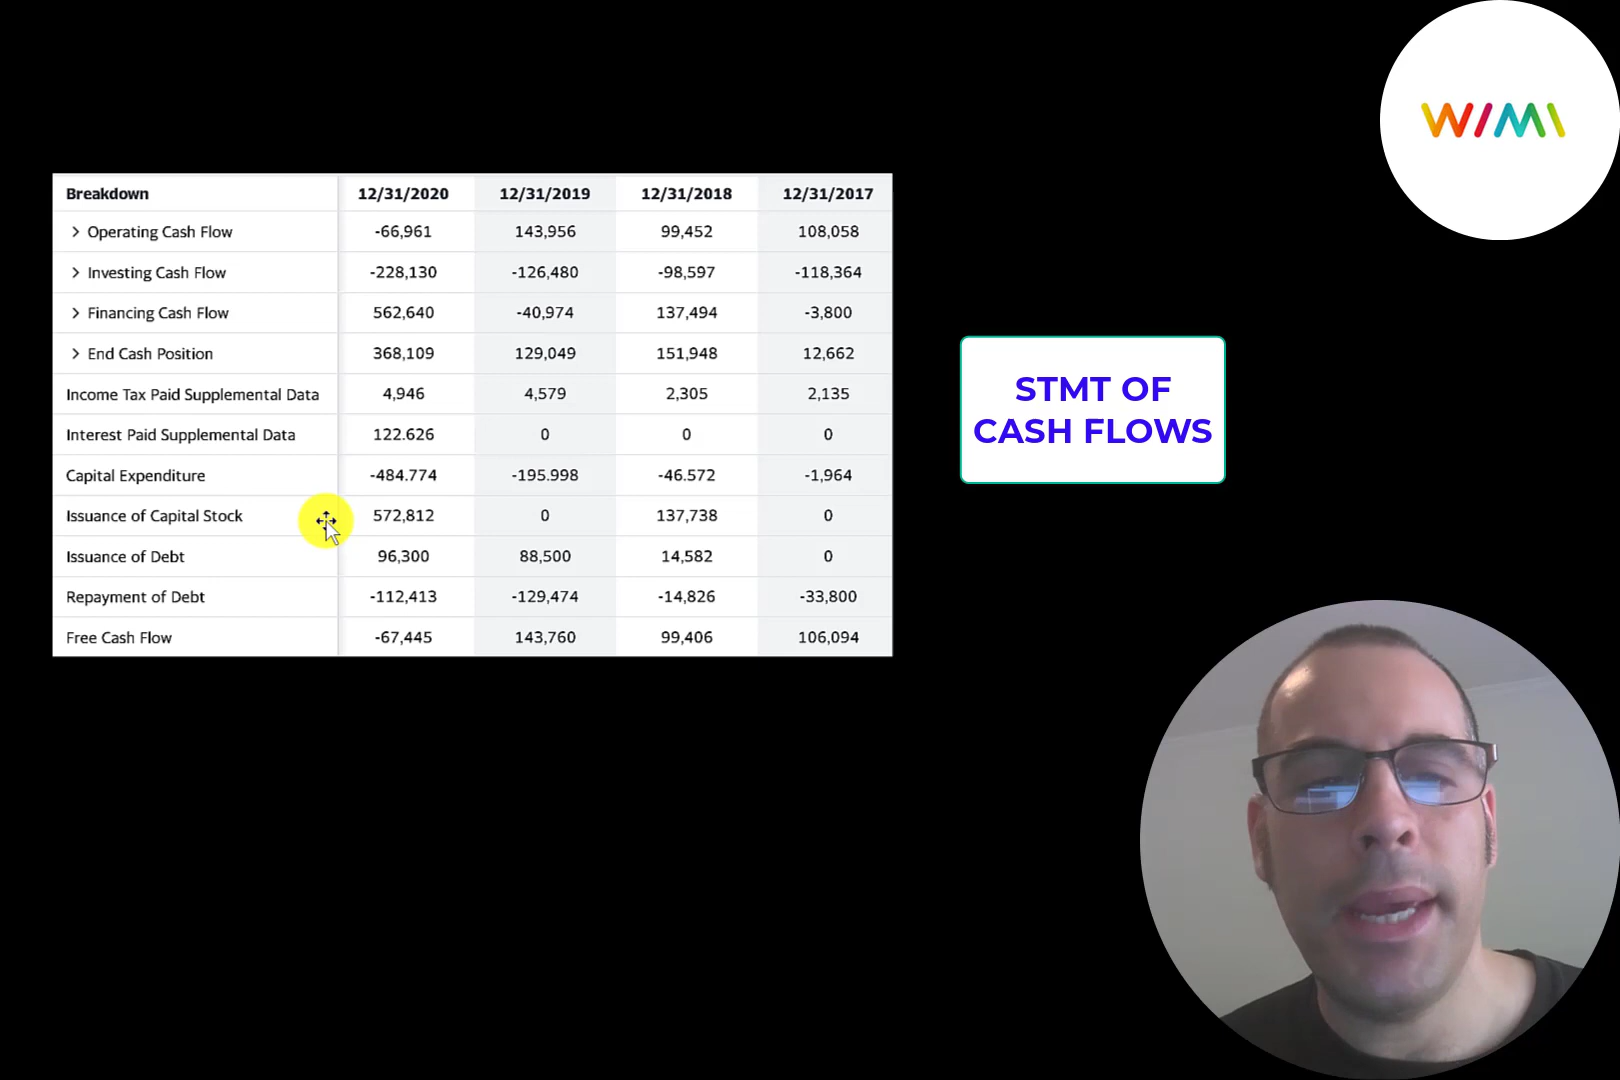 WIMI
Breakdown 12/31/2020 12/31/2019 12/31/2018 12/31/2017
Operating Cash Flow -66,961 143,956 99,452 108,058
Investing Cash Flow -228,130 -126,480 -98,597 -118,364
Financing Cash Flow 562,640 -40,974 137,494 -3,800
End Cash Position 368,109 129,049 151,948 12,662
Income Tax Paid Supplemental Data 4,946 4,579 2,305 2,135
Interest Paid Supplemental Data 122.626 0 0 0
Capital Expenditure -484.774 -195.998 -46.572 -1,964
Issuance of Capital Stock 572,812 0 137,738 0
Issuance of Debt 96,300 88,500 14,582 0
Repayment of Debt -112,413 -129,474 -14,826 -33,800
Free Cash Flow -67,445 143,760 99,406 106,094
STMT OF
CASH FLOWS